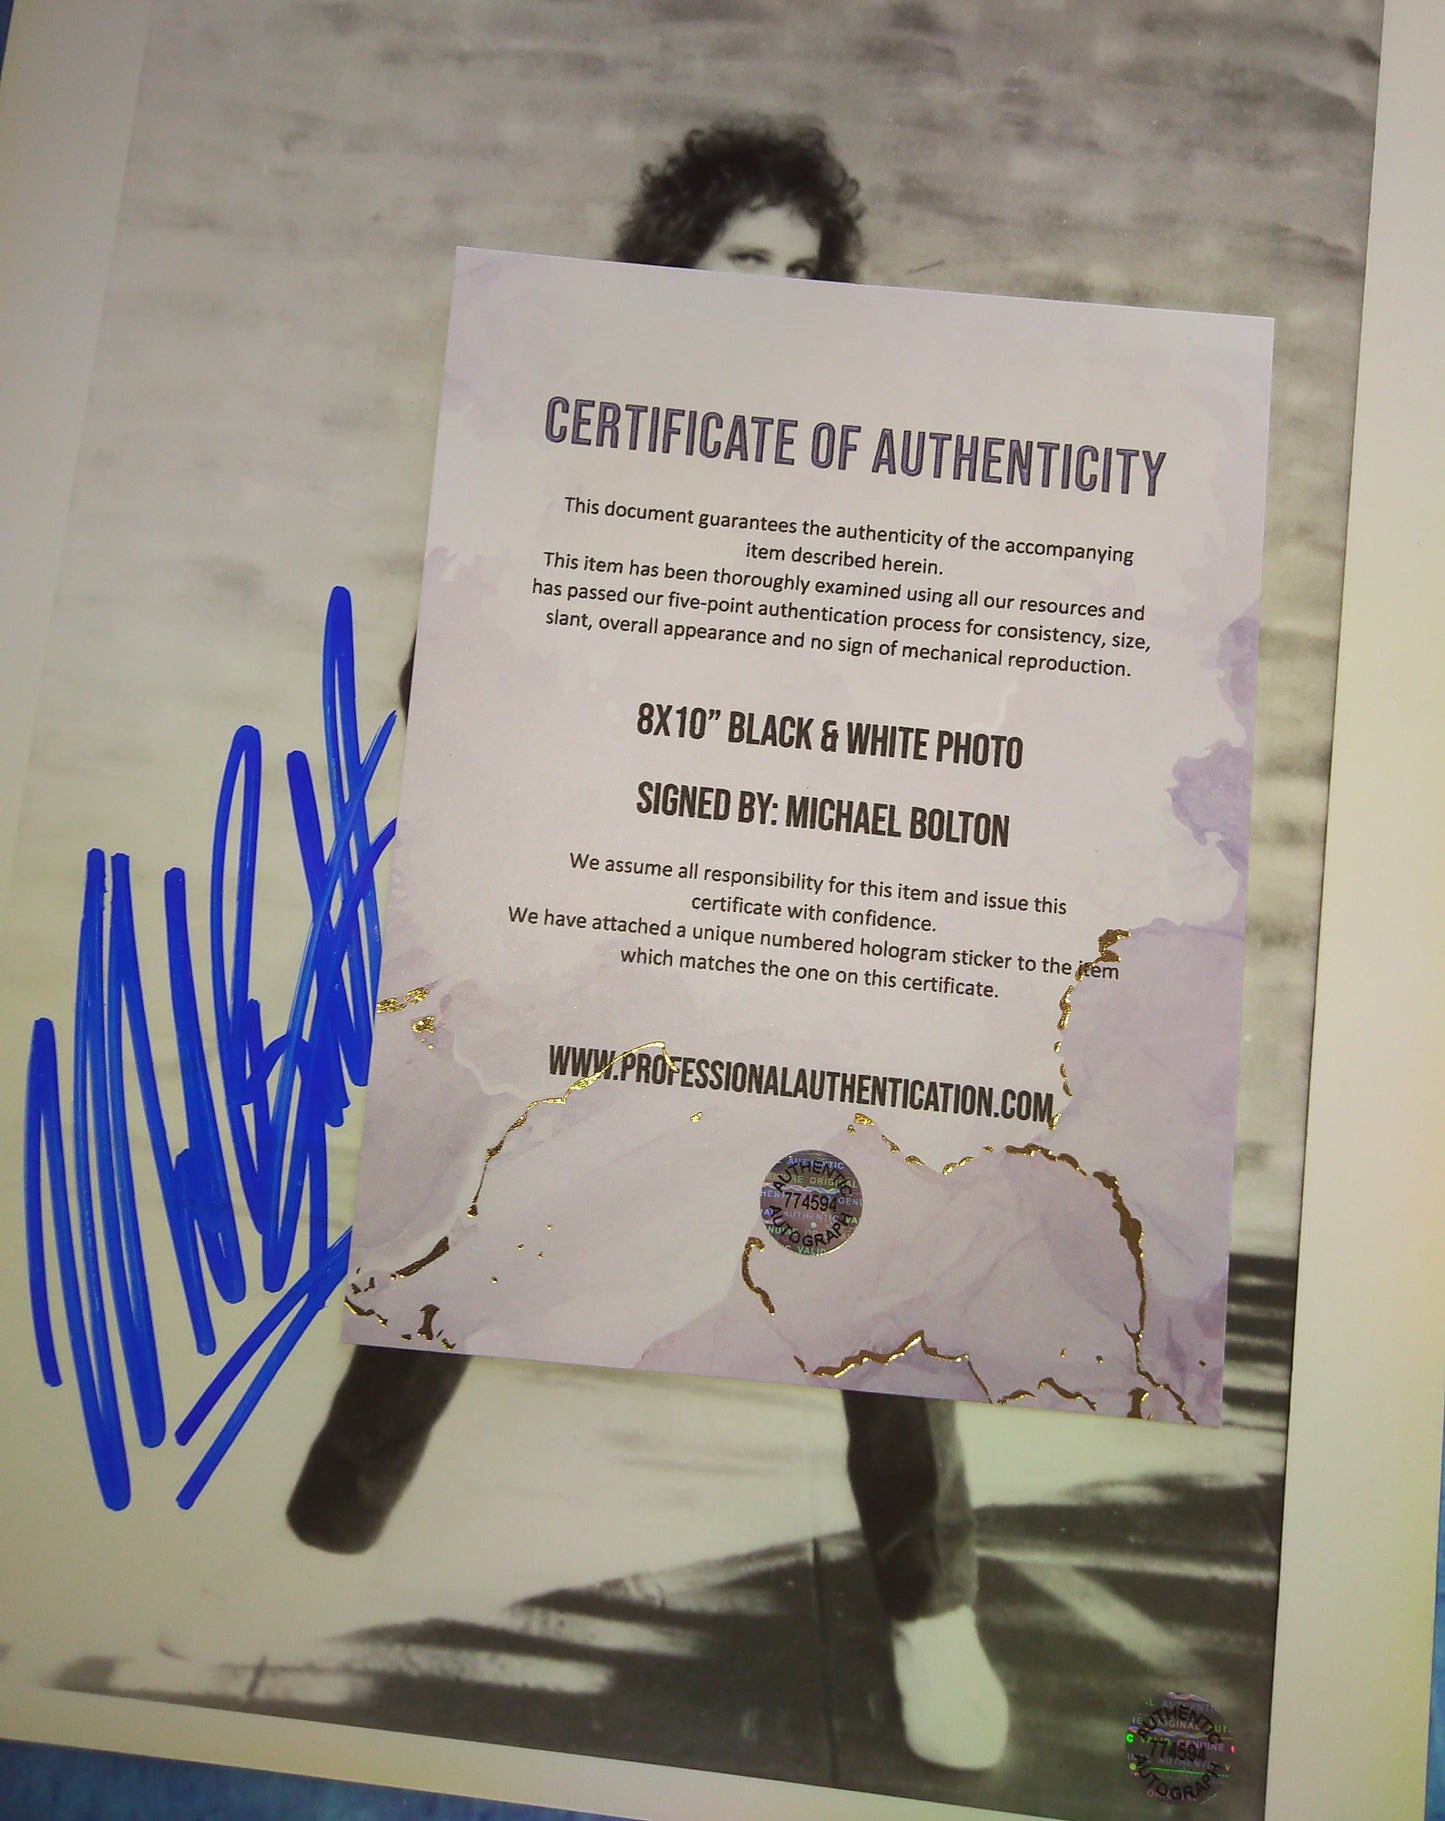 CERTIFICATE OF AUTHENTICITY
This document guarantees the authenticity of the accompanying
item described herein.
This item has been thoroughly examined using all our resources and
has passed our five-point authentication process for consistency, size,
slant, overall appearance and no sign of mechanical reproduction.
8X10” BLACK & WHITE PHOTO
SIGNED BY: MICHAEL BOLTON
We assume all responsibility for this item and issue this
certificate with confidence.
We have attached a unique numbered hologram sticker to the item
which matches the one on this certificate.
WWW.PROFESSIONALAUTHENTICATION.COM
AUTHENTIC
774594
AUTOGRAPH
AUTHENTIC
774594
AUTOGRAPH